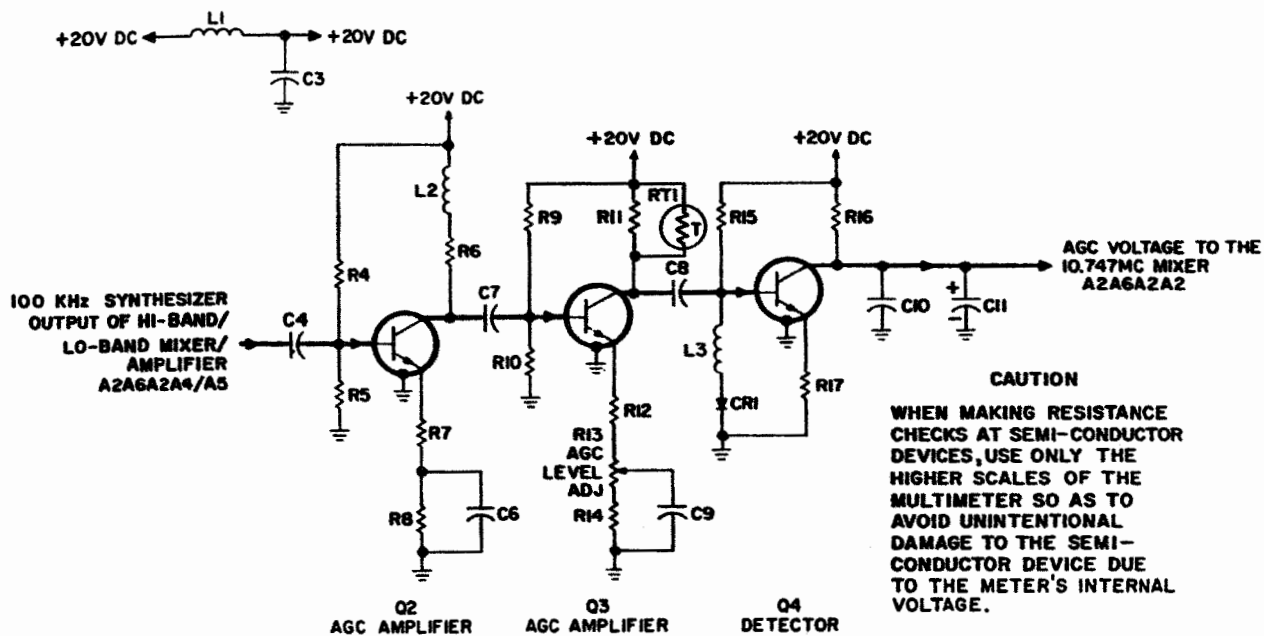 L1
+20V DC
+20V DC
C3
+20V DC
+20V DC
+20V DC
L2
R9
R11
RT1
T
R15
R16
R6
R4
C8
AGC VOLTAGE TO THE
10.747MC MIXER
A2A6A2A2
100 KHz SYNTHESIZER
OUTPUT OF HI-BAND/
LO-BAND MIXER/
AMPLIFIER
A2A6A2A4/A5
C4
C7
+
-
C10
C11
R10
L3
R5
R17
CR1
R7
R12
R13
AGC
LEVEL
ADJ
R14
R8
C6
C9
CAUTION
WHEN MAKING RESISTANCE
CHECKS AT SEMI-CONDUCTOR
DEVICES, USE ONLY THE
HIGHER SCALES OF THE
MULTIMETER SO AS TO
AVOID UNINTENTIONAL
DAMAGE TO THE SEMI-
CONDUCTOR DEVICE DUE
TO THE METER'S INTERNAL
VOLTAGE.
Q2
AGC AMPLIFIER
Q3
AGC AMPLIFIER
Q4
DETECTOR